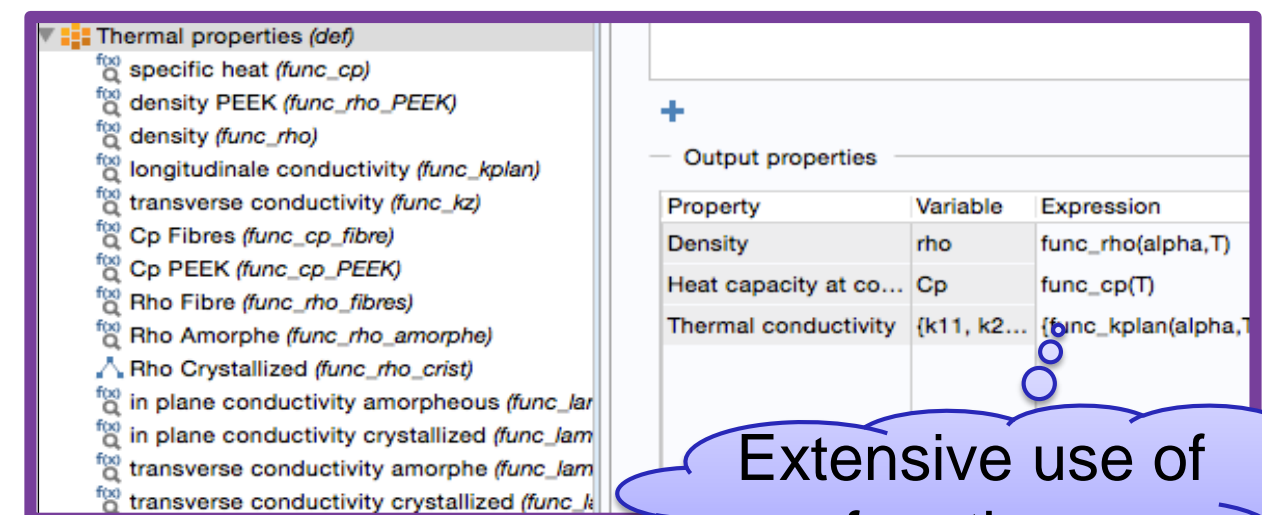 Thermal properties (def)
specific heat (func_cp)
density PEEK (func_rho_PEEK)
density (func_rho)
longitudinale conductivity (func_kplan)
transverse conductivity (func_kz)
Cp Fibres (func_cp_fibre)
Cp PEEK (func_cp_PEEK)
Rho Fibre (func_rho_fibres)
Rho Amorphe (func_rho_amorphe)
Rho Crystallized (func_rho_crist)
in plane conductivity amorpheous (func_lar
in plane conductivity crystallized (func_lam
transverse conductivity amorphe (func_lam
transverse conductivity crystallized (func_la
Output properties
Property Variable Expression
Density rho func_rho(alpha,T)
Heat capacity at co... Cp func_cp(T)
Thermal conductivity {k11, k2... {func_kplan(alpha,T
Extensive use of